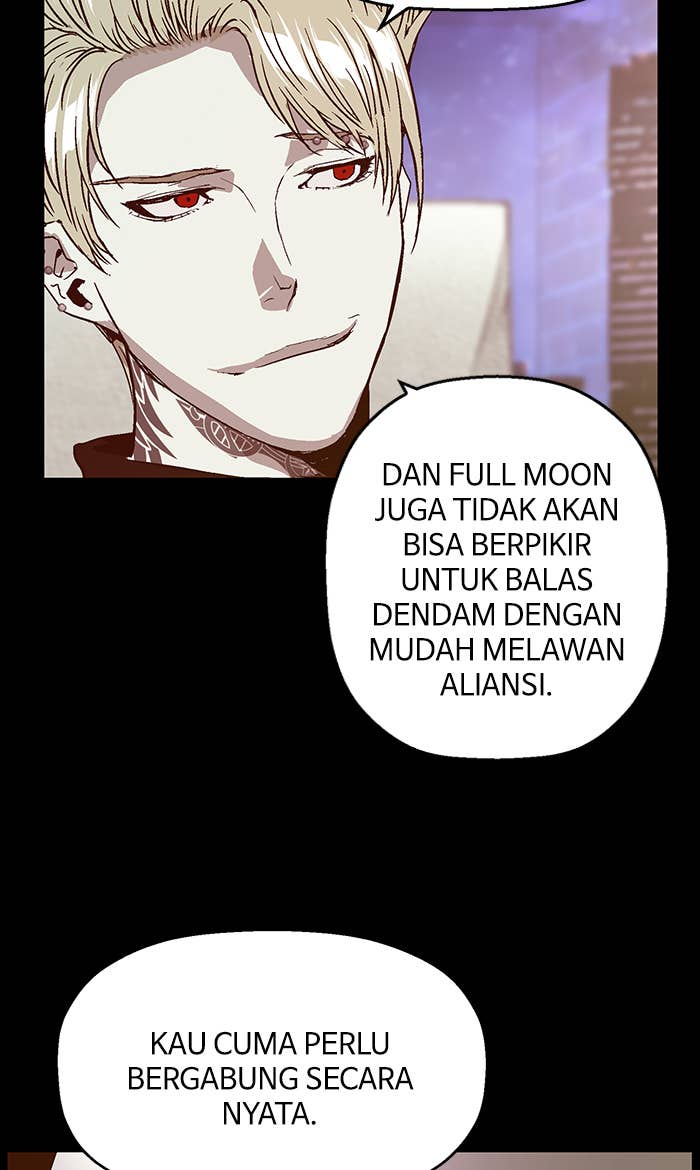 DAN FULL MOON
JUGA TIDAK AKAN
BISA BERPIKIR
UNTUK BALAS
DENDAM DENGAN
MUDAH MELAWAN
ALIANSI.
KAU CUMA PERLU
BERGABUNG SECARA
NYATA.